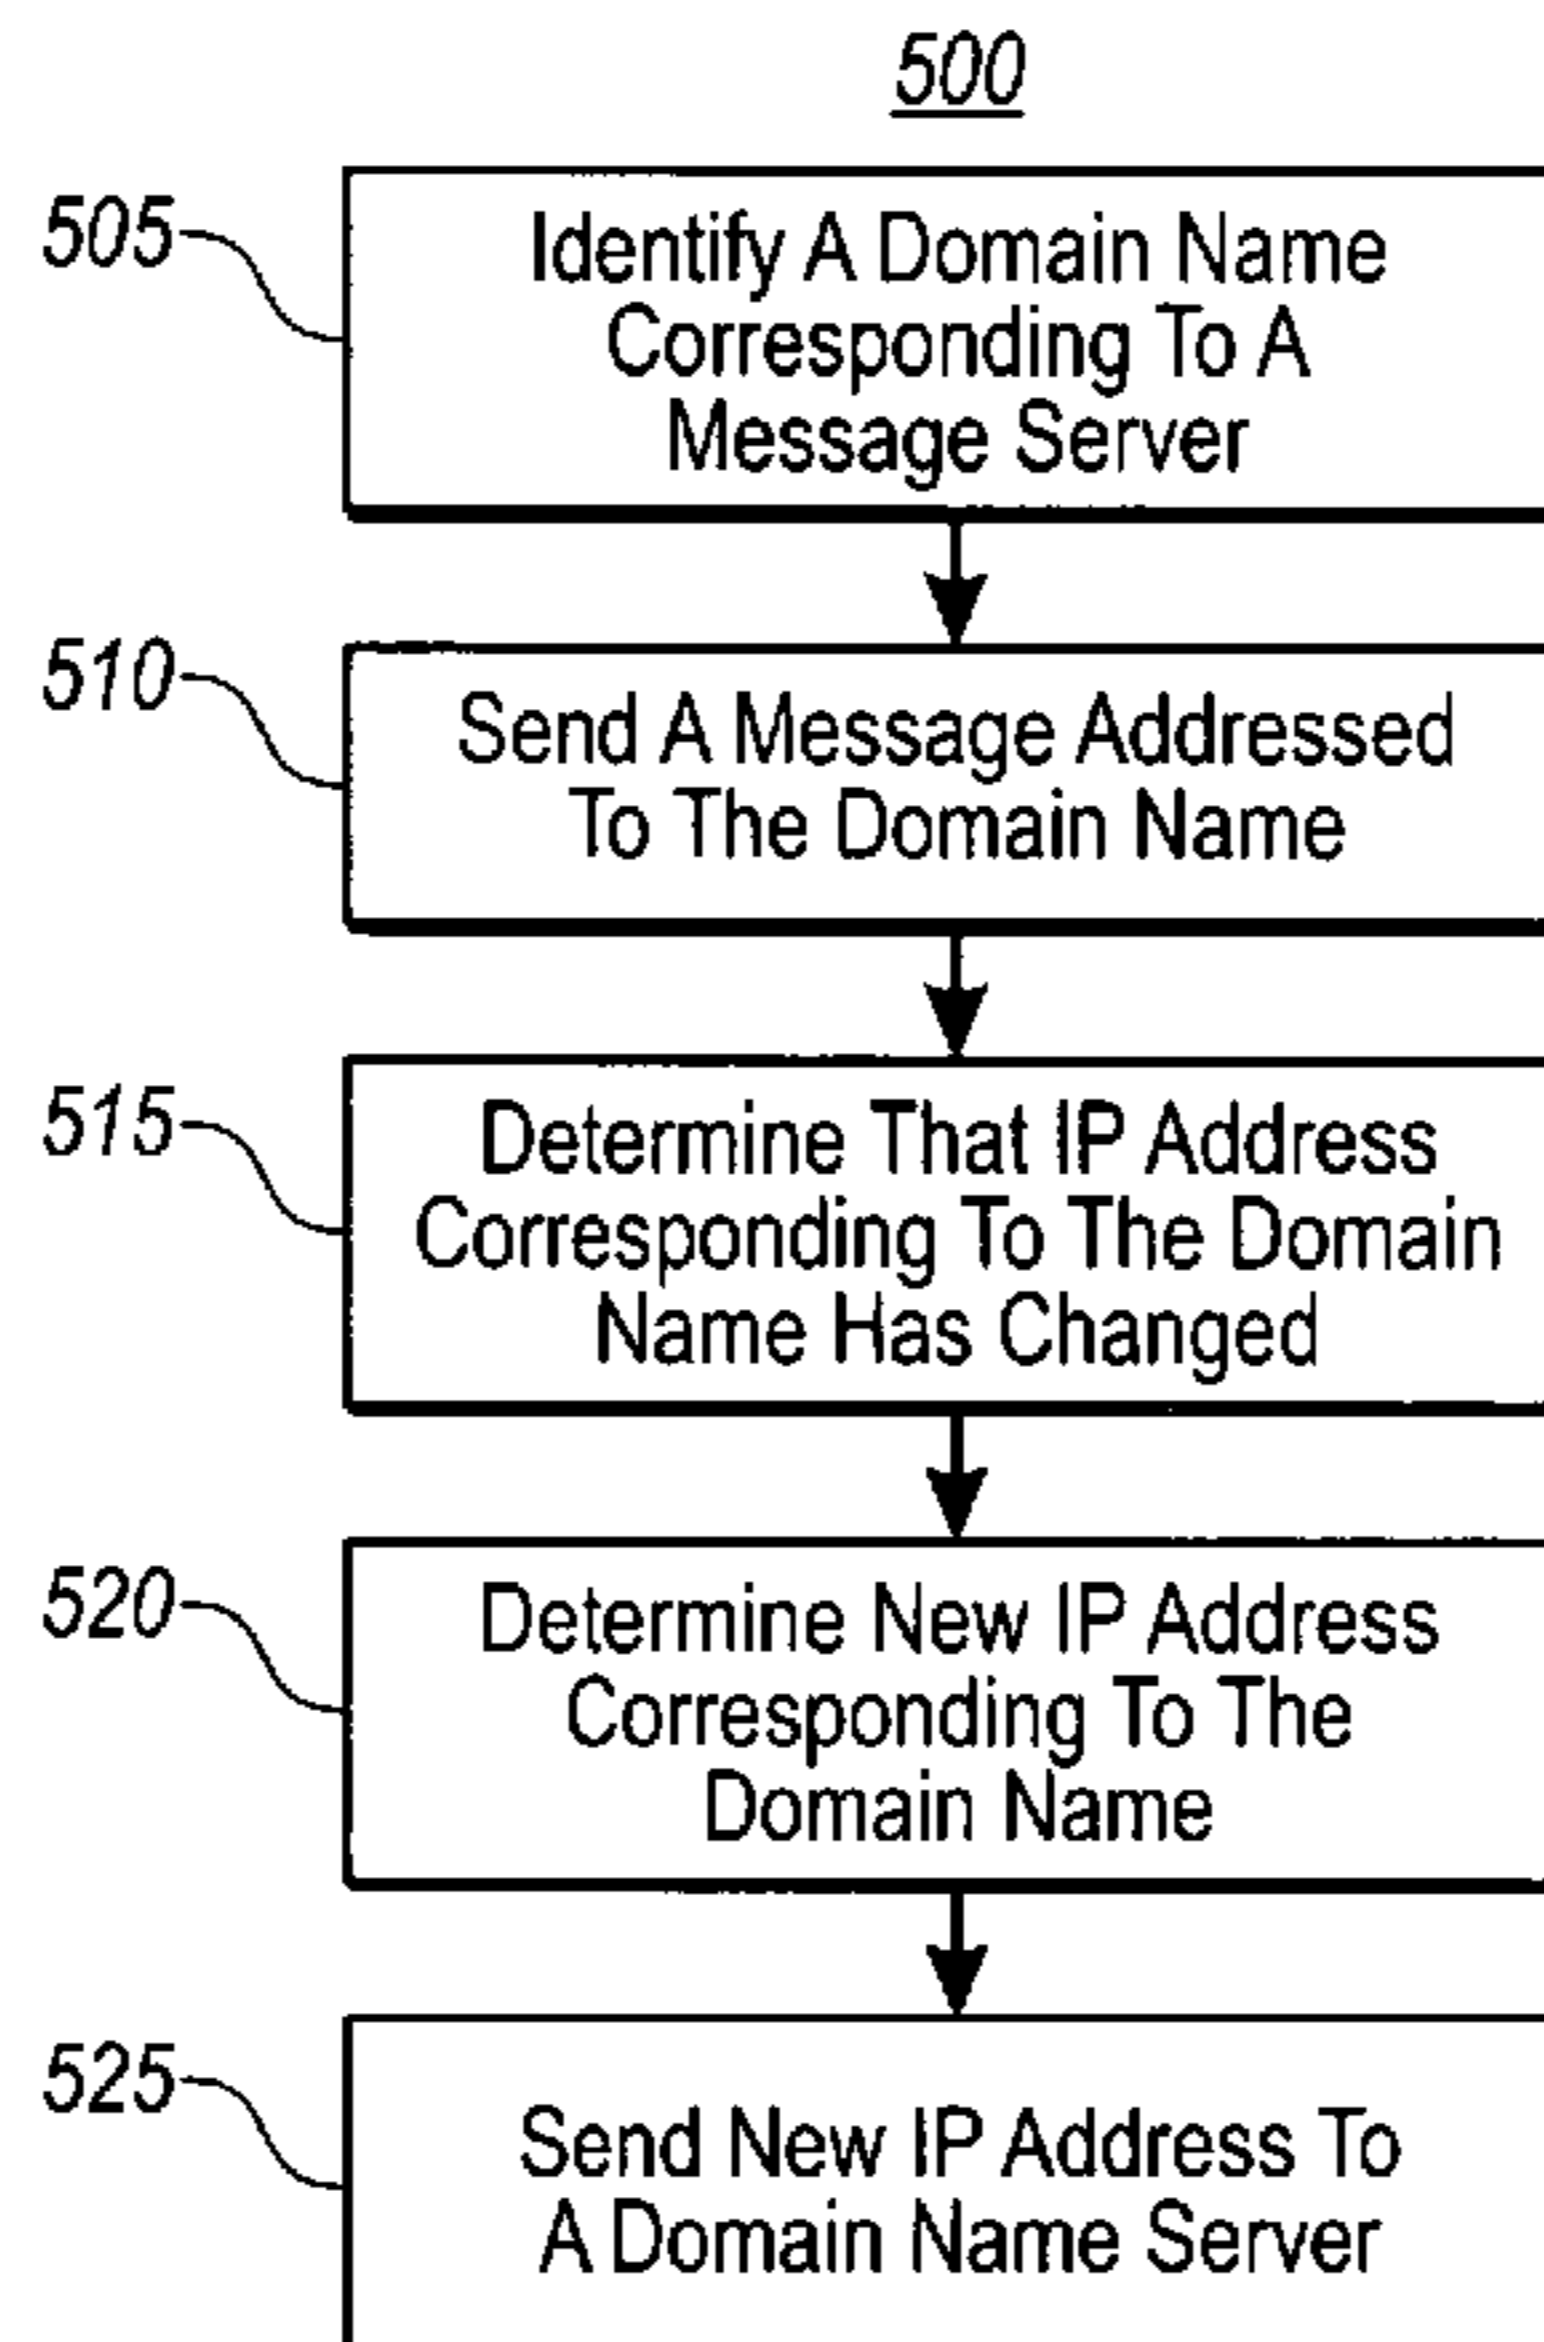 500
505
Identify A Domain Name
Corresponding To A
Message Server
510
Send A Message Addressed
To The Domain Name
515
Determine That IP Address
Corresponding To The Domain
Name Has Changed
520
Determine New IP Address
Corresponding To The
Domain Name
525
Send New IP Address To
A Domain Name Server